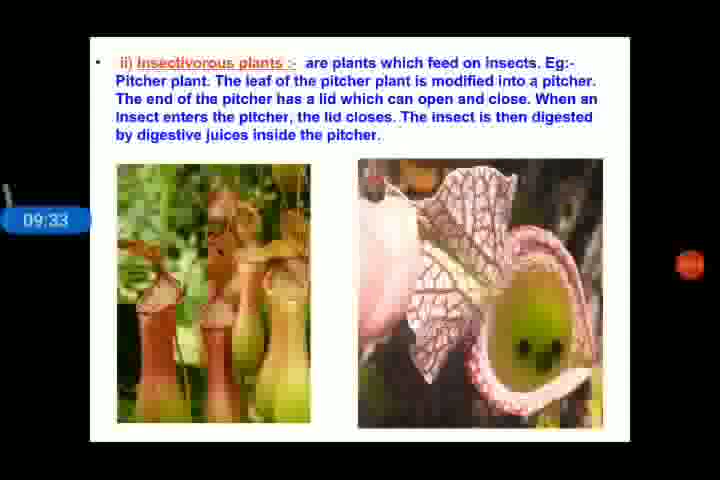 • ii) Insectivorous plants :- are plants which feed on insects. Eg:-
Pitcher plant. The leaf of the pitcher plant is modified into a pitcher.
The end of the pitcher has a lid which can open and close. When an
insect enters the pitcher, the lid closes. The insect is then digested
by digestive juices inside the pitcher.
09:33